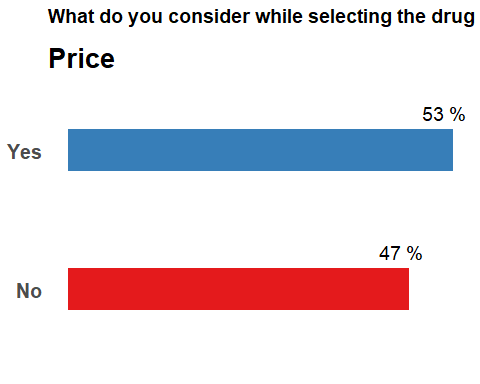 What do you consider while selecting the drug
Price
53 %
Yes
47 %
No